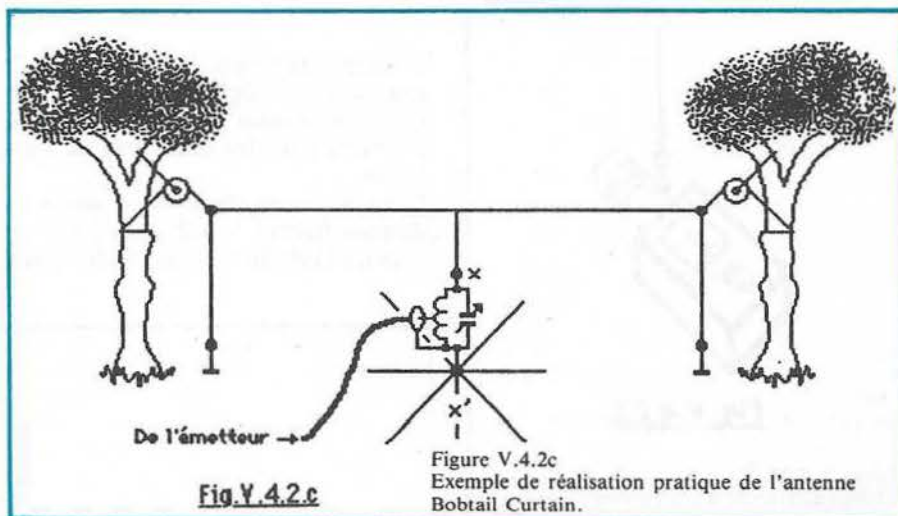 x
x'
De l'émetteur →
Fig.V.4.2.c
Figure V.4.2c
Exemple de réalisation pratique de l'antenne
Bobtail Curtain.